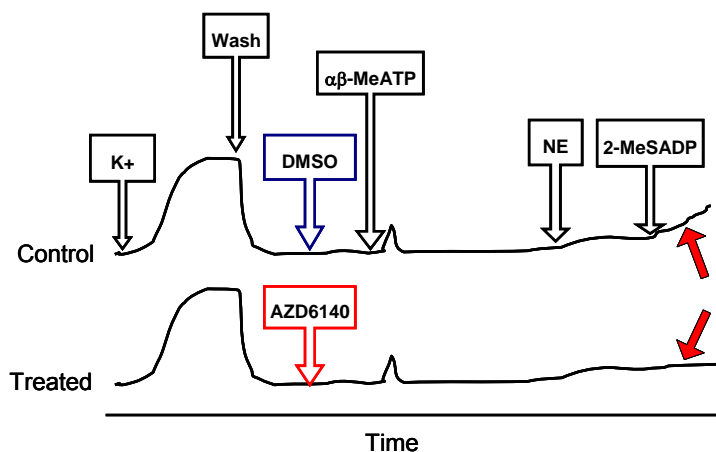 Wash
αβ-MeATP
K+
DMSO
NE
2-MeSADP
Control
AZD6140
Treated
Time